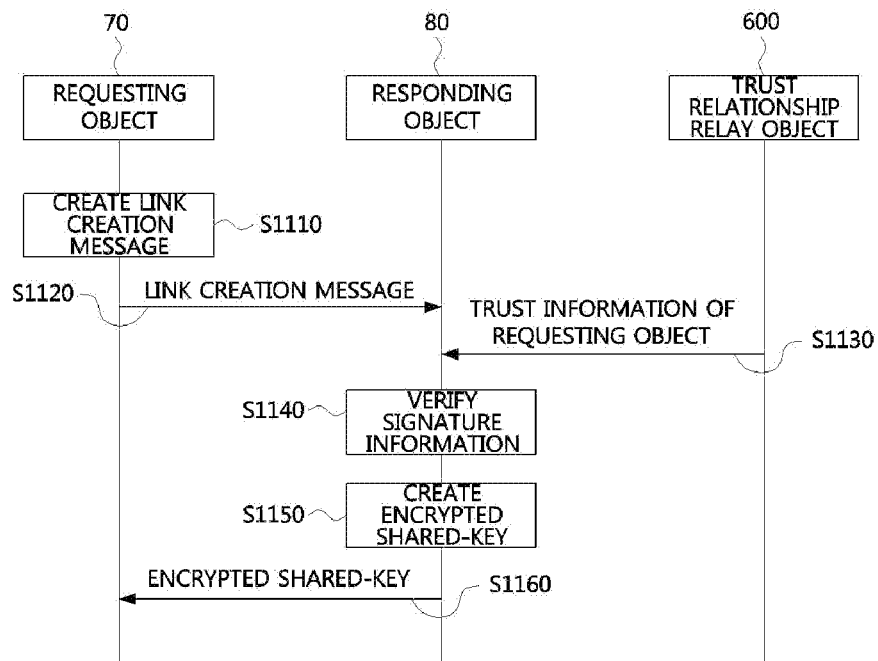 70
80
600
REQUESTING
OBJECT
RESPONDING
OBJECT
TRUST
RELATIONSHIP
RELAY OBJECT
CREATE LINK
CREATION
MESSAGE
S1110
S1120
LINK CREATION MESSAGE
TRUST INFORMATION OF
REQUESTING OBJECT
S1130
S1140
VERIFY
SIGNATURE
INFORMATION
S1150
CREATE
ENCRYPTED
SHARED-KEY
ENCRYPTED SHARED-KEY
S1160